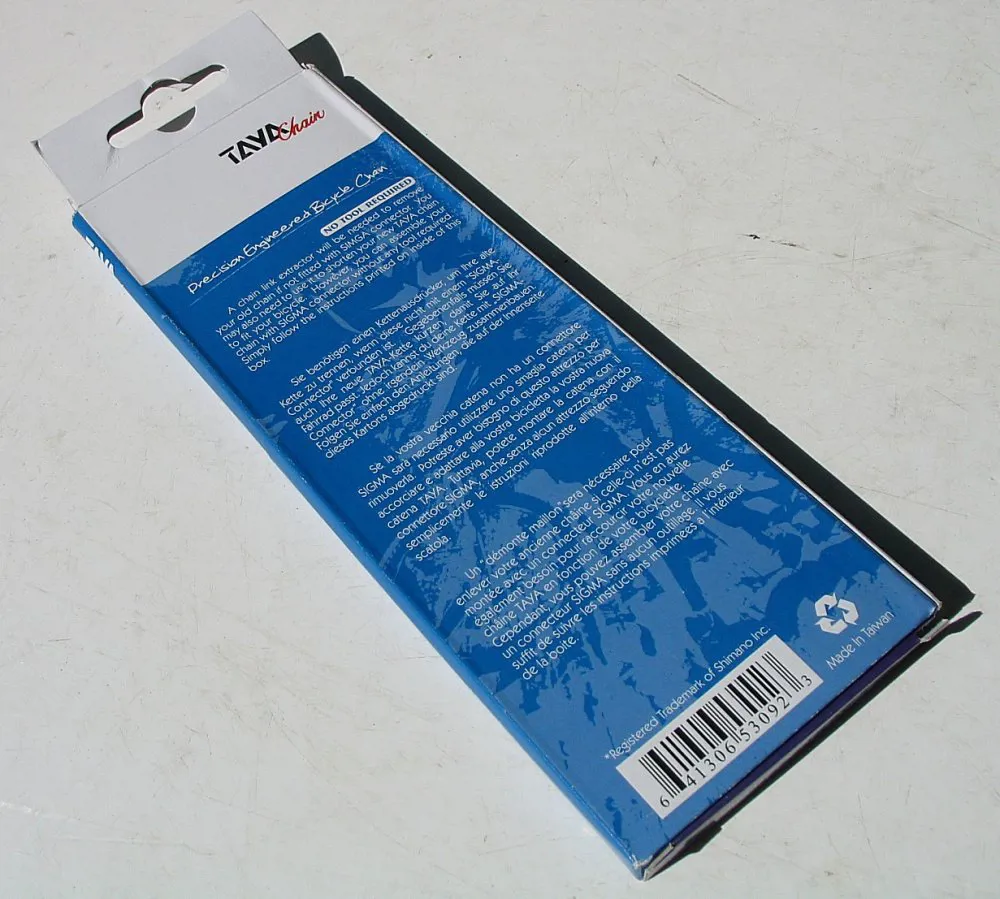 TAYA Chain
Precision Engineered Bicycle Chain
NO TOOL REQUIRED
A chain link extractor will be needed to remove
your old chain if not fitted with SIMGA connector. You
may also need to use it to shorten your new TAYA chain
to fit your bicycle. However, you can assemble your
chain with SIGMA connector without any tool required.
Simply follow the instructions printed on inside of this
box.
Sie benötigen einen Kettenausdrücker, um Ihre alte
Kette zu trennen, wenn diese nicht mit einem "SIGMA-
Connector" verbunden ist. Gegebenenfalls müssen Sie
auch Ihre neue TAYA Kette kürzen, damit Sie auf Ihr
Fahrrad passt. Jedoch kannst du deine Kette mit "SIGMA-
Connector" ohne irgendein Werkzeug zusammenbauen.
Folgen Sie einfach den Anleitungen, die auf der Innenseite
dieses Kartons abgedruckt sind.
Se la vostra vecchia catena non ha un connettore
SIGMA sarà necessario utilizzare uno smaglia catena per
rimuoverla. Potreste aver bisogno di questo attrezzo per
accorciare e adattare alla vostra bicicletta la vostra nuova
catena TAYA. Tuttavia, potete montare la catena con il
connettore SIGMA anche senza alcun attrezzo seguendo
semplicemente le istruzioni riprodotte all'interno della
scatola.
Un "démonte maillon" sera nécessaire pour
enlever votre ancienne chaîne si celle-ci n'est pas
montée avec un connecteur SIGMA. Vous en aurez
également besoin pour raccourcir votre nouvelle
chaîne TAYA en fonction de votre bicyclette.
Cependant, vous pouvez assembler votre chaîne avec
un connecteur SIGMA sans aucun outillage. Il vous
suffit de suivre les instructions imprimées à l'intérieur
de la boite.
Made In Taiwan
*Registered Trademark of Shimano Inc.
6 41306 53092 3
TAYA